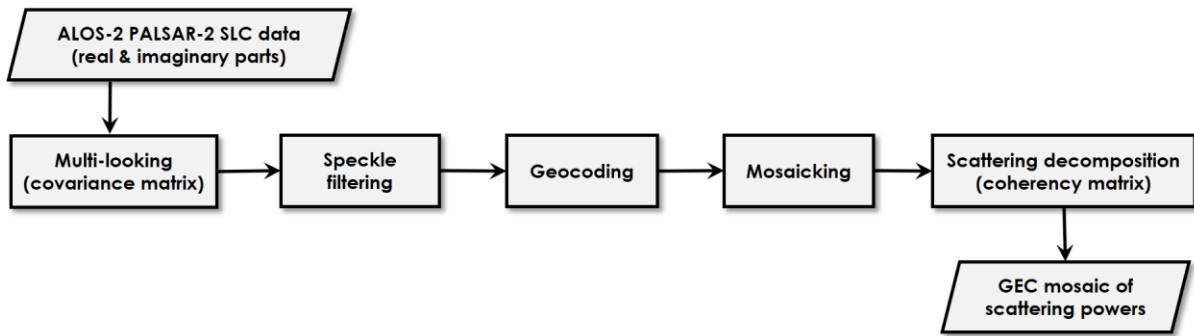 ALOS-2 PALSAR-2 SLC data
(real & imaginary parts)
Multi-looking
(covariance matrix)
Speckle
filtering
Geocoding
Mosaicking
Scattering decomposition
(coherency matrix)
GEC mosaic of
scattering powers